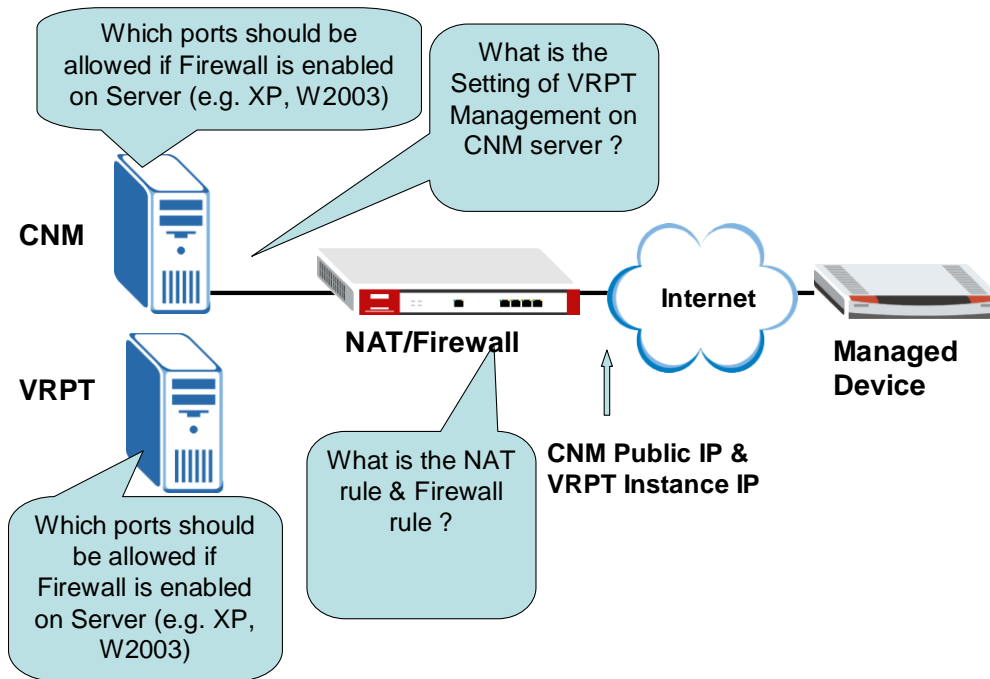 Which ports should be
allowed if Firewall is enabled
on Server (e.g. XP, W2003)
What is the
Setting of VRPT
Management on
CNM server ?
CNM
NAT/Firewall
Internet
Managed
Device
VRPT
What is the NAT
rule & Firewall
rule ?
CNM Public IP &
VRPT Instance IP
Which ports should
be allowed if
Firewall is enabled
on Server (e.g. XP,
W2003)